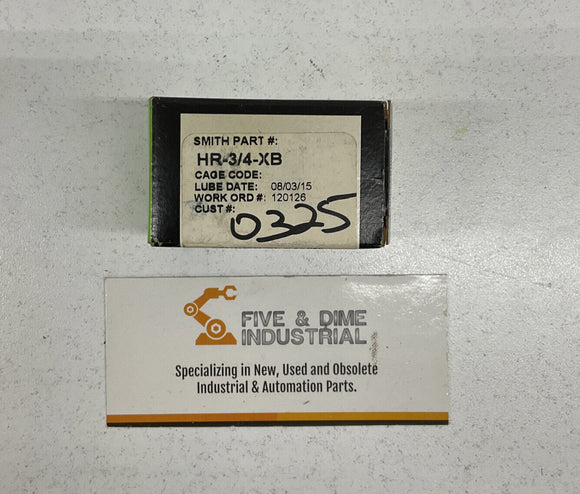 SMITH PART #:
HR-3/4-XB
CAGE CODE:
LUBE DATE: 08/03/15
WORK ORD #: 120126
CUST #:
0325
FIVE & DIME
INDUSTRIAL
Specializing in New, Used and Obsolete
Industrial & Automation Parts.